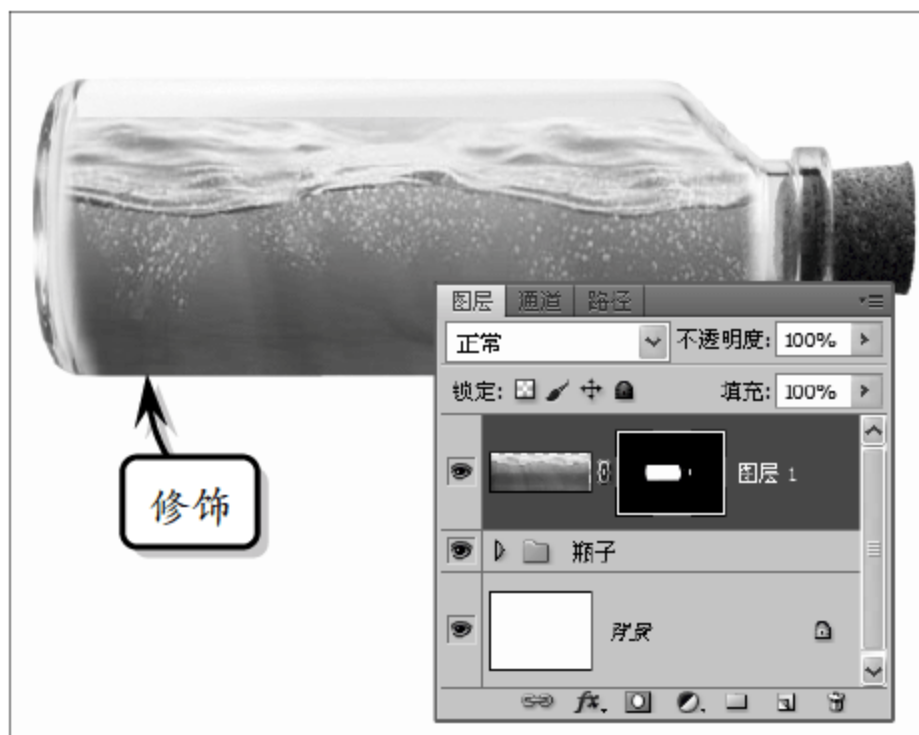 图层 通道 路径
正常 不透明度: 100%
锁定: 填充: 100%
图层 1
瓶子
背景
修饰
fx.